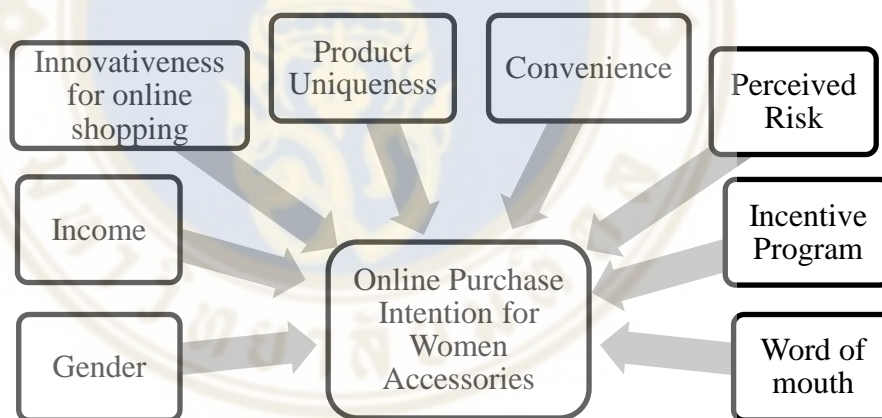 Innovativeness
for online
shopping
Product
Uniqueness
Convenience
Perceived
Risk
Income
Incentive
Program
Gender
Online Purchase
Intention for
Women
Accessories
Word of
mouth